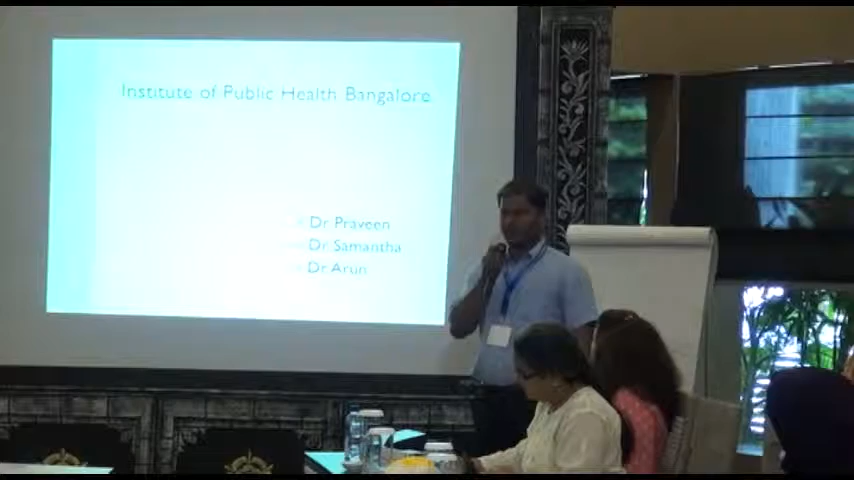 Institute of Public Health Bangalore
Dr Praveen
Dr Samantha
Dr Arun